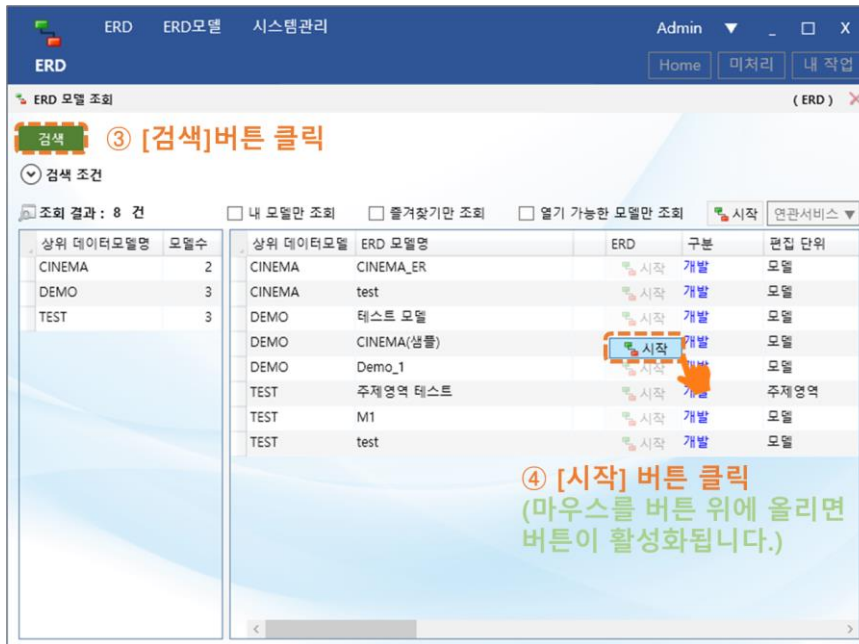 ERD ERD모델 시스템관리 Admin ▼ _ □ X
ERD Home 미처리 내 작업
ERD 모델 조회 ( ERD ) X
검색 ③ [검색]버튼 클릭
검색 조건
조회 결과 : 8 건 내 모델만 조회 즐겨찾기만 조회 열기 가능한 모델만 조회 시작 연관서비스 ▼
상위 데이터모델명 모델수 상위 데이터모델 ERD 모델명 ERD 구분 편집 단위
CINEMA 2 CINEMA CINEMA_ER 시작 개발 모델
DEMO 3 CINEMA test 시작 개발 모델
TEST 3 DEMO 테스트 모델 시작 개발 모델
DEMO CINEMA(샘플) 시작 개발 모델
DEMO Demo_1 시작 개발 모델
TEST 주제영역 테스트 시작 개발 주제영역
TEST M1 시작 개발 모델
TEST test 시작 개발 모델
④ [시작] 버튼 클릭
(마우스를 버튼 위에 올리면
버튼이 활성화됩니다.)